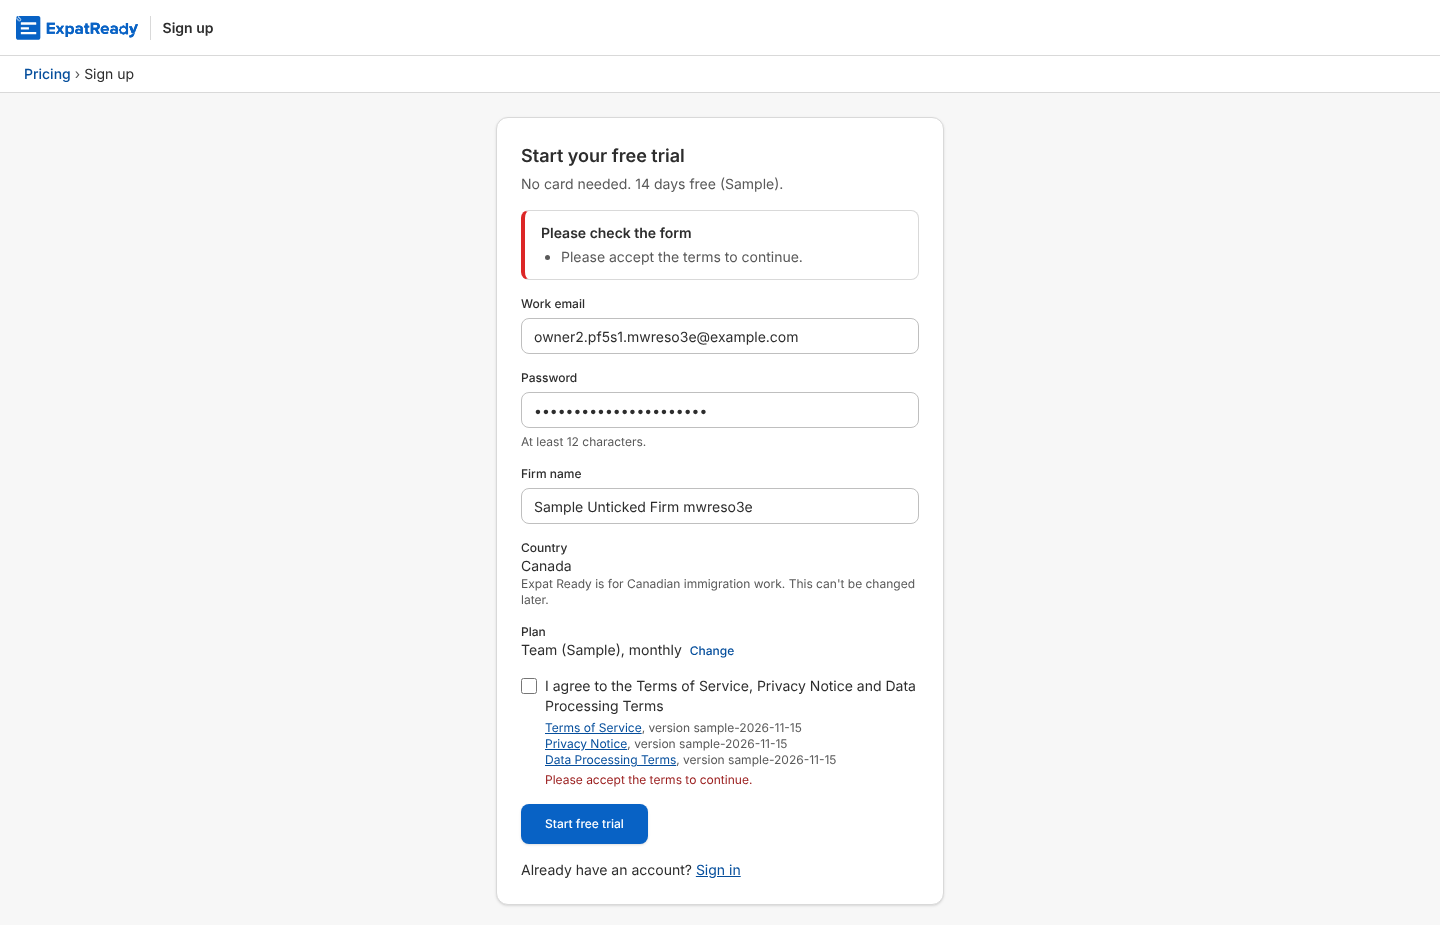 ExpatReady
Sign up
Pricing › Sign up
Start your free trial
No card needed. 14 days free (Sample).
Please check the form
• Please accept the terms to continue.
Work email
owner2.pf5s1.mwreso3e@example.com
Password
••••••••••••••••••••••
At least 12 characters.
Firm name
Sample Unticked Firm mwreso3e
Country
Canada
Expat Ready is for Canadian immigration work. This can't be changed
later.
Plan
Team (Sample), monthly Change
I agree to the Terms of Service, Privacy Notice and Data
Processing Terms
Terms of Service, version sample-2026-11-15
Privacy Notice, version sample-2026-11-15
Data Processing Terms, version sample-2026-11-15
Please accept the terms to continue.
Start free trial
Already have an account? Sign in